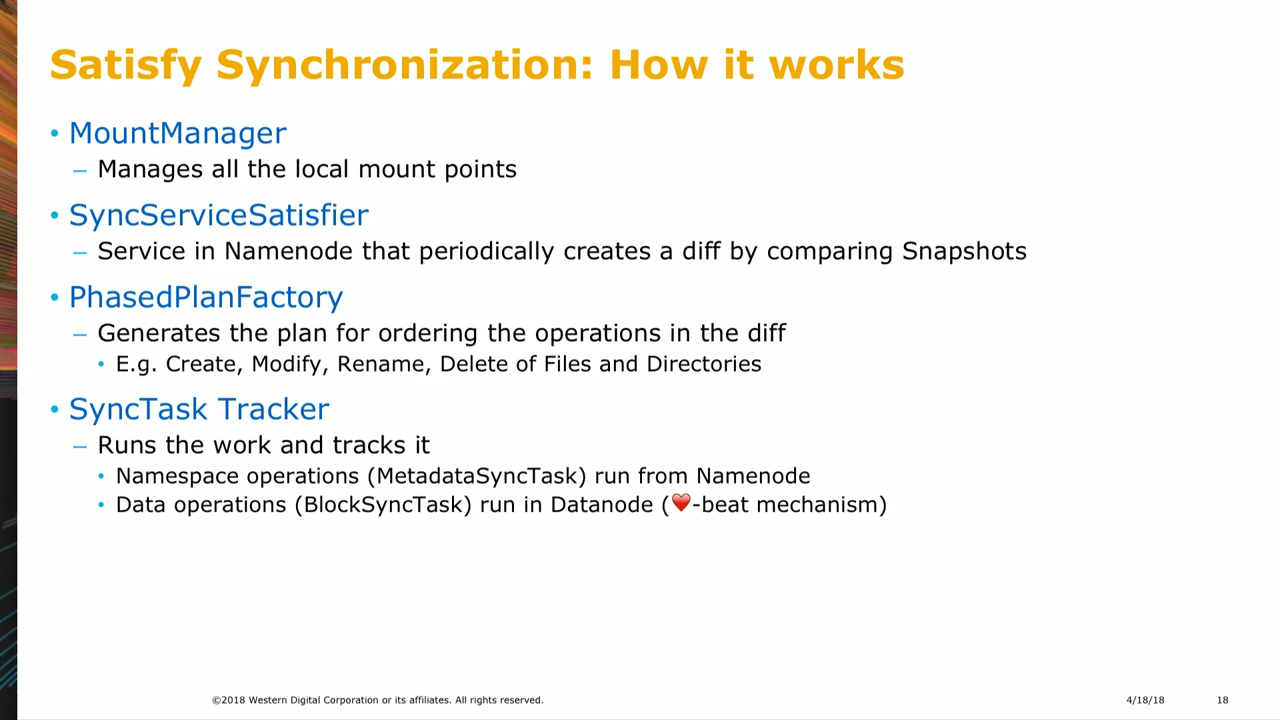 Satisfy Synchronization: How it works
• MountManager
– Manages all the local mount points
• SyncServiceSatisfier
– Service in Namenode that periodically creates a diff by comparing Snapshots
• PhasedPlanFactory
– Generates the plan for ordering the operations in the diff
• E.g. Create, Modify, Rename, Delete of Files and Directories
• SyncTask Tracker
– Runs the work and tracks it
• Namespace operations (MetadataSyncTask) run from Namenode
• Data operations (BlockSyncTask) run in Datanode (❤️-beat mechanism)
©2018 Western Digital Corporation or its affiliates. All rights reserved. 4/18/18 18